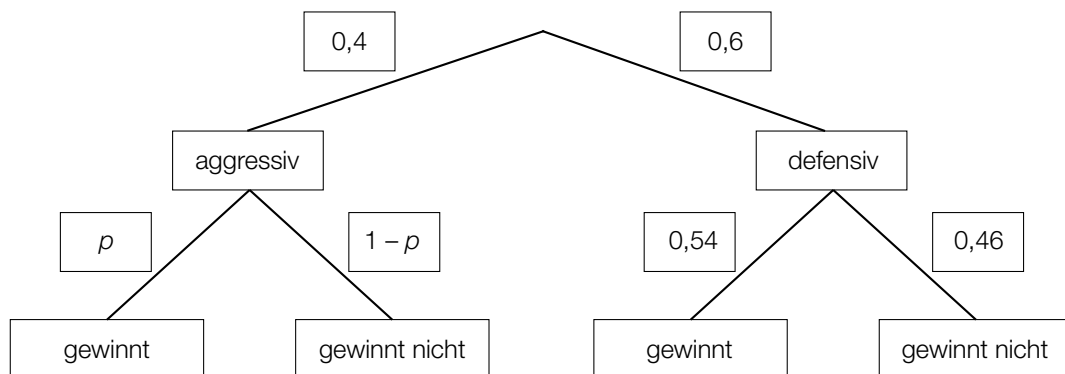 0,4
0,6
aggressiv
defensiv
p
1 – p
0,54
0,46
gewinnt
gewinnt nicht
gewinnt
gewinnt nicht